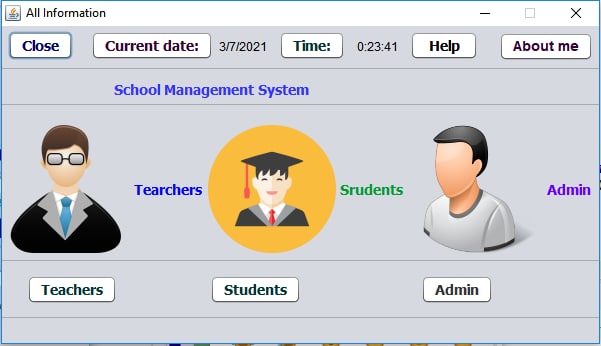 All Information
Close Current date: 3/7/2021 Time: 0:23:41 Help About me
School Management System
Tearchers Srudents Admin
Teachers Students Admin